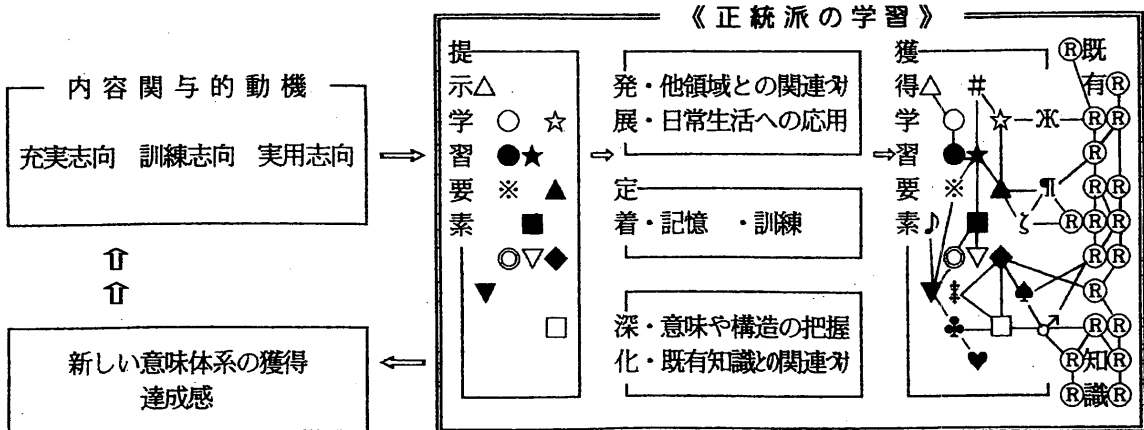 《正統派の学習》
内容関与的動機
充実志向 訓練志向 実用志向
新しい意味体系の獲得
達成感
提示学習要素
発展
・他領域との関連づけ
・日常生活への応用
定着
・記憶 ・訓練
深化
・意味や構造の把握
・既有知識との関連づけ
獲得学習要素
既有知識